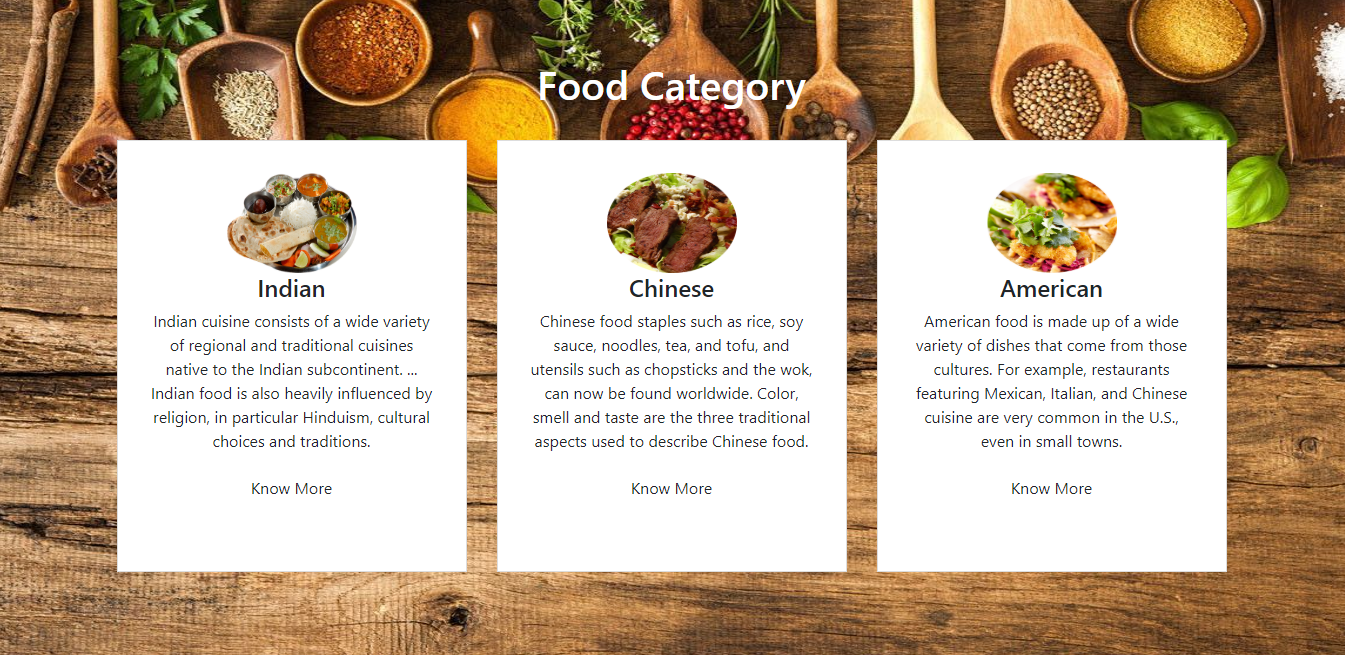 Food Category
Indian
Indian cuisine consists of a wide variety
of regional and traditional cuisines
native to the Indian subcontinent. ...
Indian food is also heavily influenced by
religion, in particular Hinduism, cultural
choices and traditions.
Know More
Chinese
Chinese food staples such as rice, soy
sauce, noodles, tea, and tofu, and
utensils such as chopsticks and the wok,
can now be found worldwide. Color,
smell and taste are the three traditional
aspects used to describe Chinese food.
Know More
American
American food is made up of a wide
variety of dishes that come from those
cultures. For example, restaurants
featuring Mexican, Italian, and Chinese
cuisine are very common in the U.S.,
even in small towns.
Know More